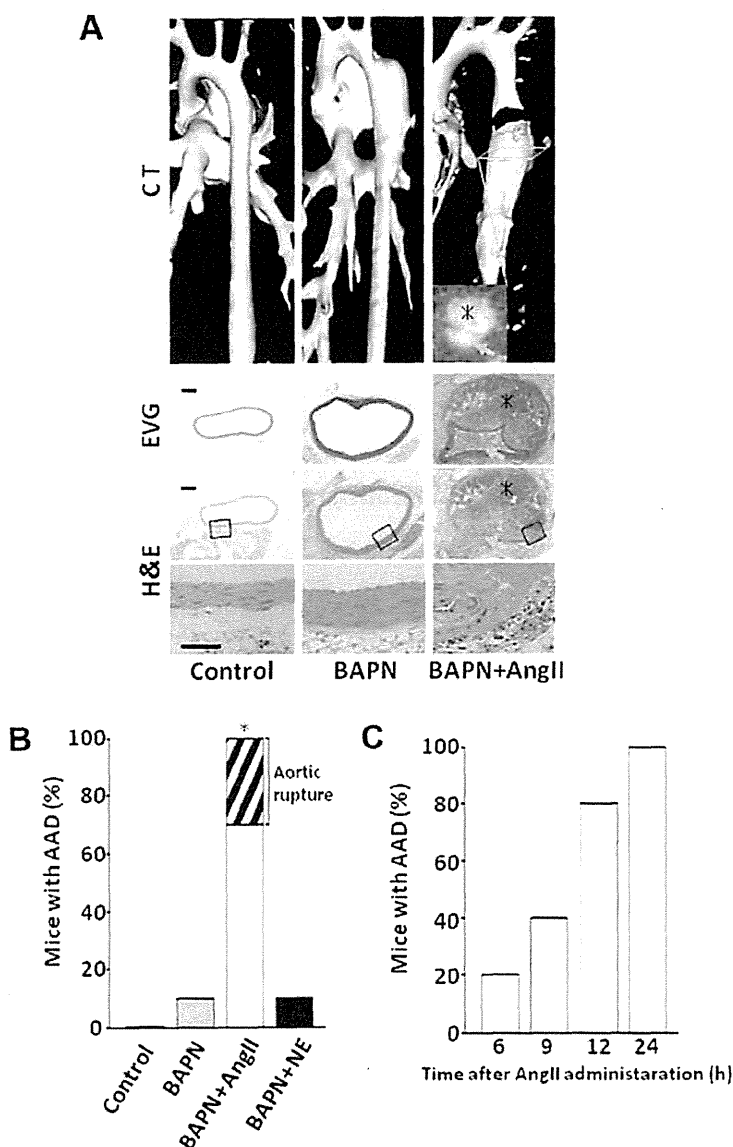 A
CT
EVG
H&E
*
*
*
Control BAPN BAPN+AngII
B
Mice with AAD (%)
100
80
60
40
20
10
0
*
Aortic
rupture
Control
BAPN
BAPN+AngII
BAPN+NE
C
Mice with AAD (%)
100
80
60
40
20
0
6 9 12 24
Time after AngII administaration (h)